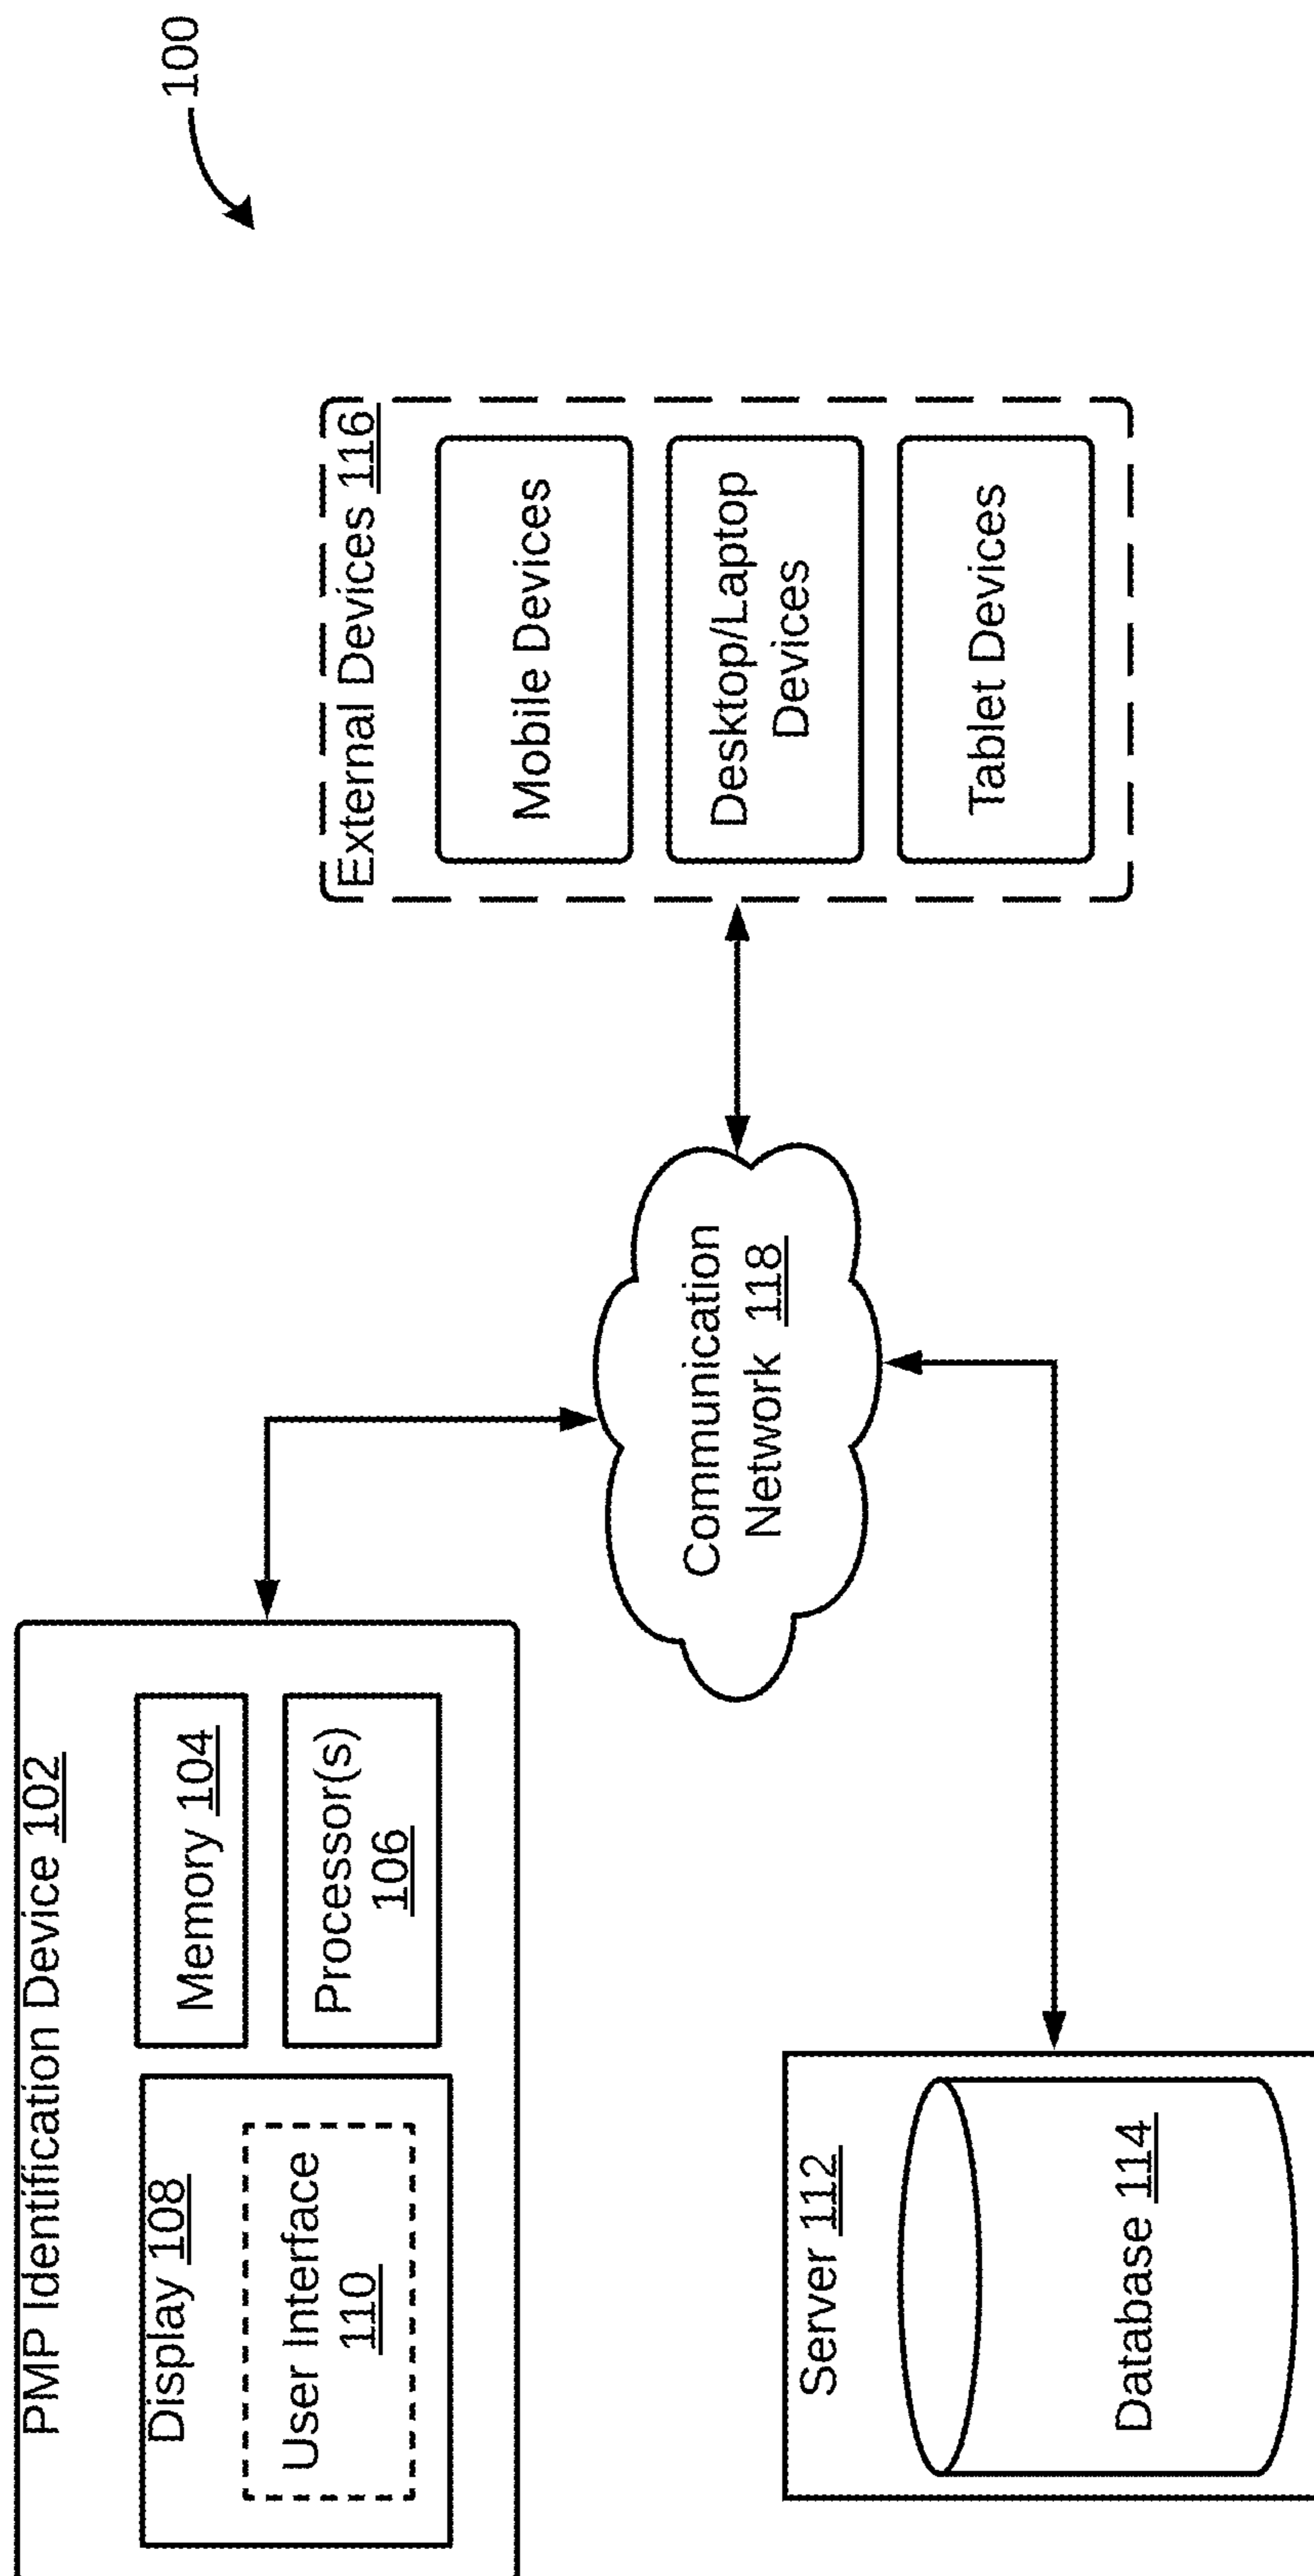 100
PMP Identification Device 102
Display 108
User Interface
110
Memory 104
Processor(s)
106
External Devices 116
Mobile Devices
Desktop/Laptop
Devices
Tablet Devices
Communication
Network 118
Server 112
Database 114